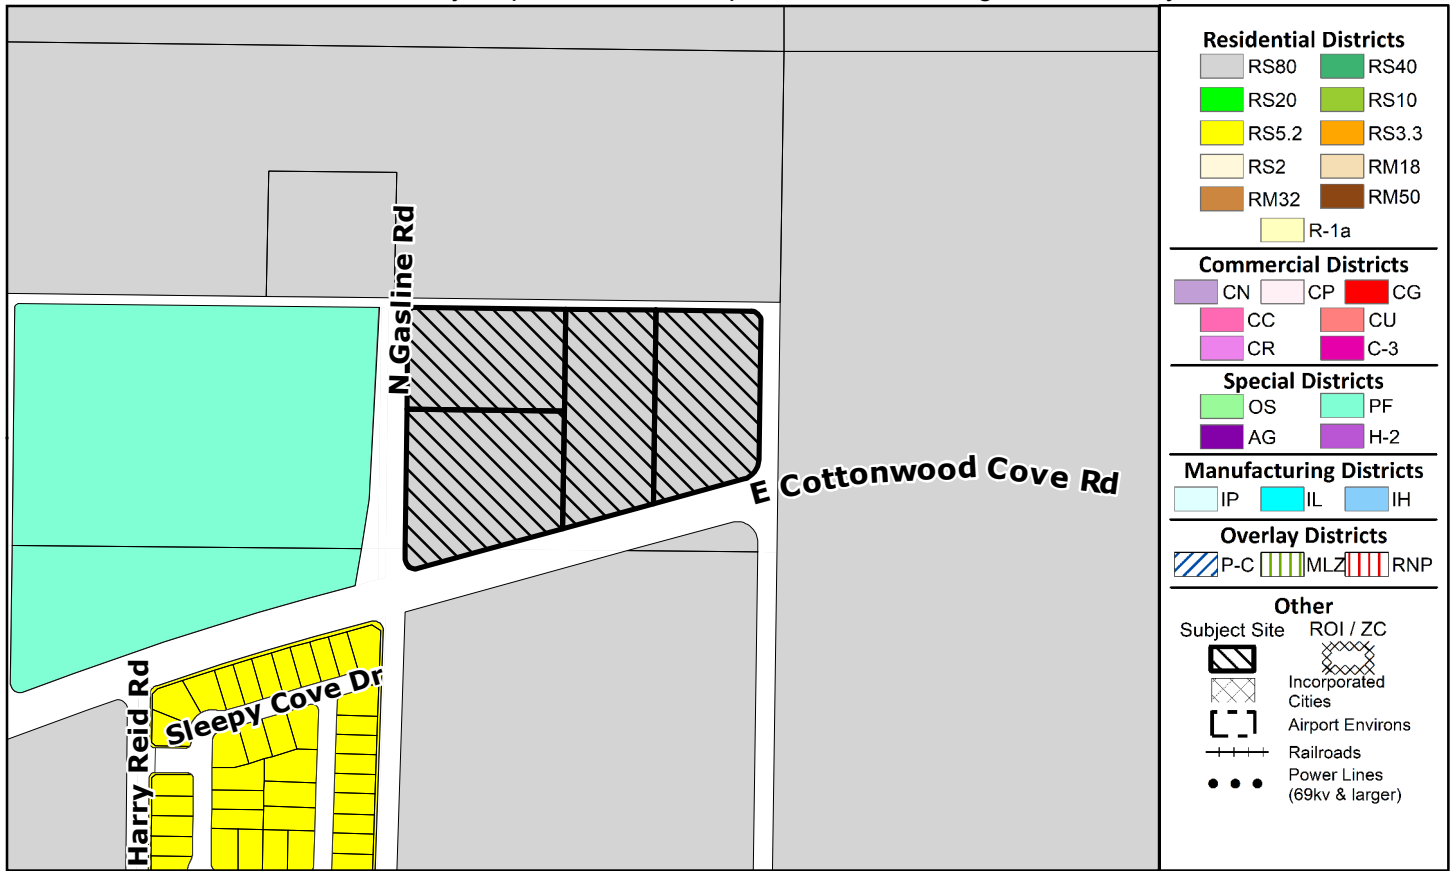 N Gasline Rd
E Cottonwood Cove Rd
Sleepy Cove Dr
Harry Reid Rd
Residential Districts
RS80 RS40
RS20 RS10
RS5.2 RS3.3
RS2 RM18
RM32 RM50
R-1a
Commercial Districts
CN CP CG
CC CU
CR C-3
Special Districts
OS PF
AG H-2
Manufacturing Districts
IP IL IH
Overlay Districts
P-C MLZ RNP
Other
Subject Site ROI / ZC
Incorporated
Cities
Airport Environs
Railroads
Power Lines
(69kv & larger)